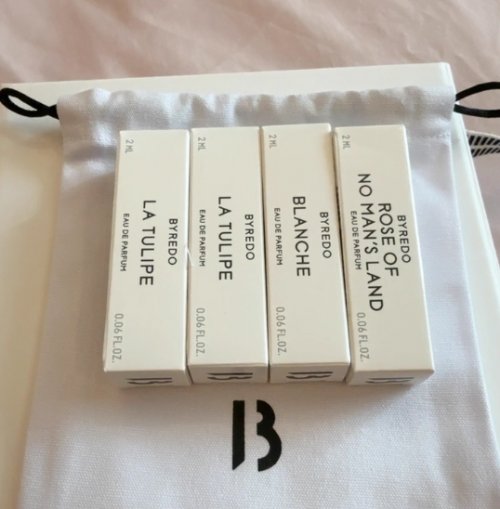 2 ML
BYREDO
LA TULIPE
EAU DE PARFUM
0.06 FL.OZ.
B
2 ML
BYREDO
LA TULIPE
EAU DE PARFUM
0.06 FL.OZ.
B
2 ML
BYREDO
BLANCHE
EAU DE PARFUM
0.06 FL.OZ.
B
2 ML
BYREDO
ROSE OF
NO MAN'S LAND
EAU DE PARFUM
0.06 FL.OZ.
B
B